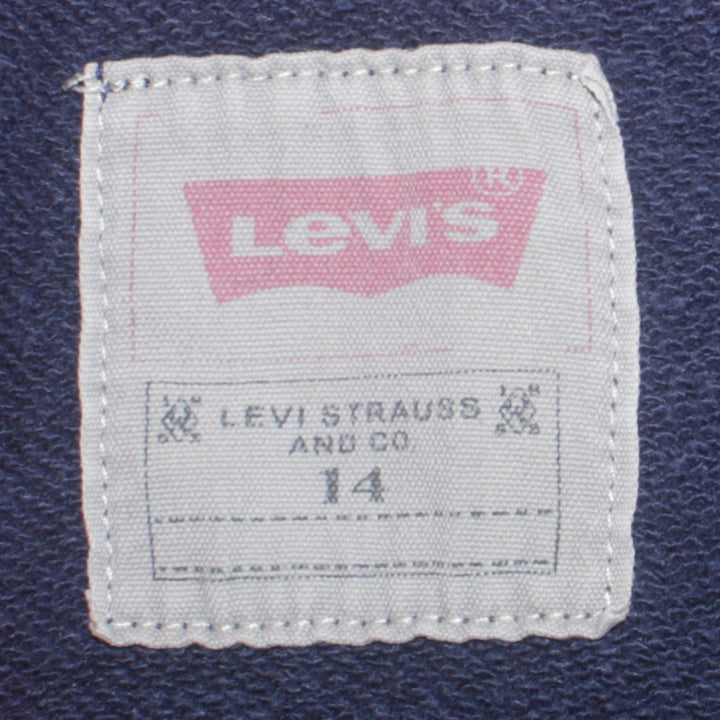 Levi's ®
LEVI STRAUSS
AND CO.
14